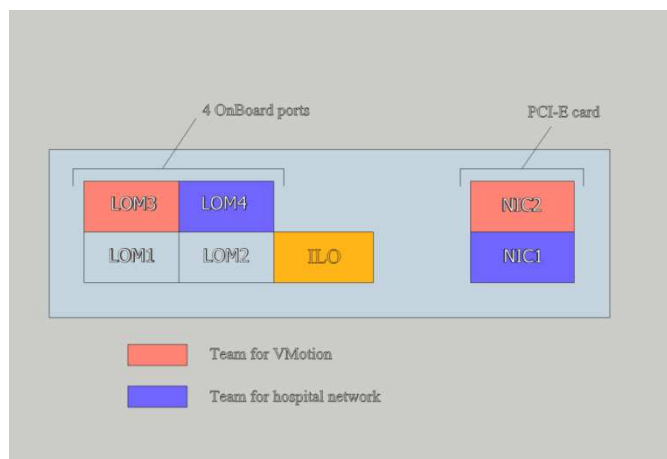 4 OnBoard ports
PCI-E card
LOM3 LOM4 NIC2
LOM1 LOM2 ILO NIC1
Team for VMotion
Team for hospital network